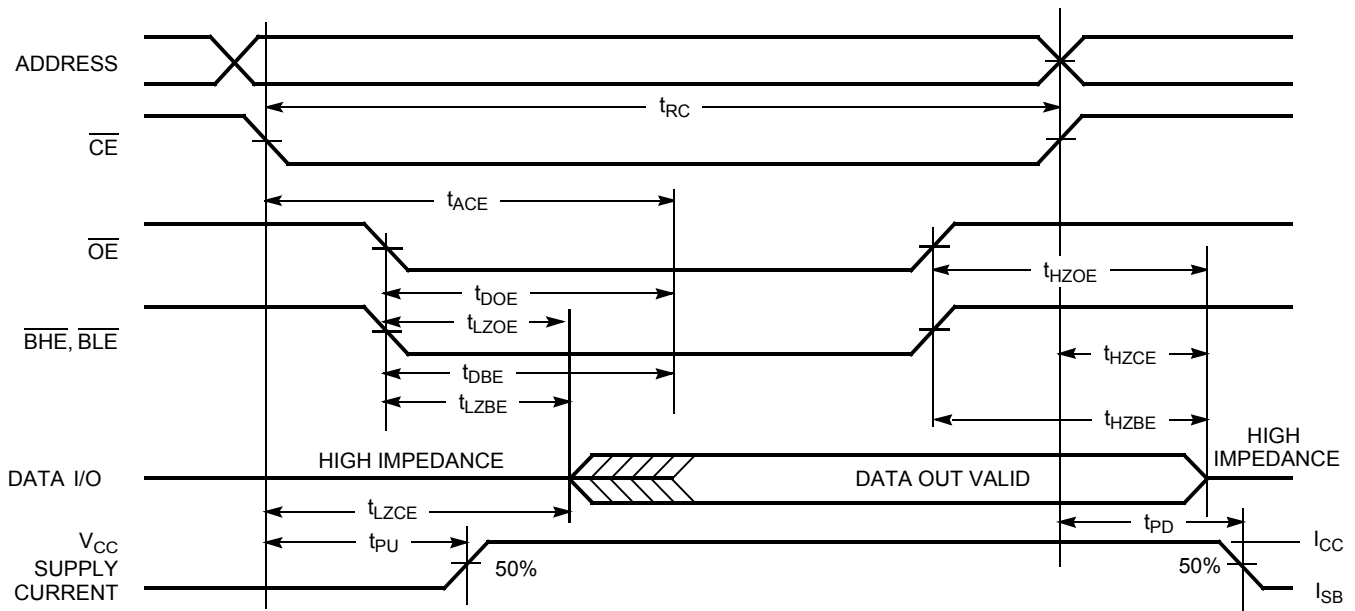 ADDRESS
tRC
CE
tACE
OE
tHZOE
tDOE
tLZOE
BHE, BLE
tHZCE
tDBE
tLZBE
tHZBE
HIGH IMPEDANCE
HIGH
IMPEDANCE
DATA I/O
DATA OUT VALID
tLZCE
tPD
VCC
SUPPLY
CURRENT
tPU
50%
50%
ICC
ISB